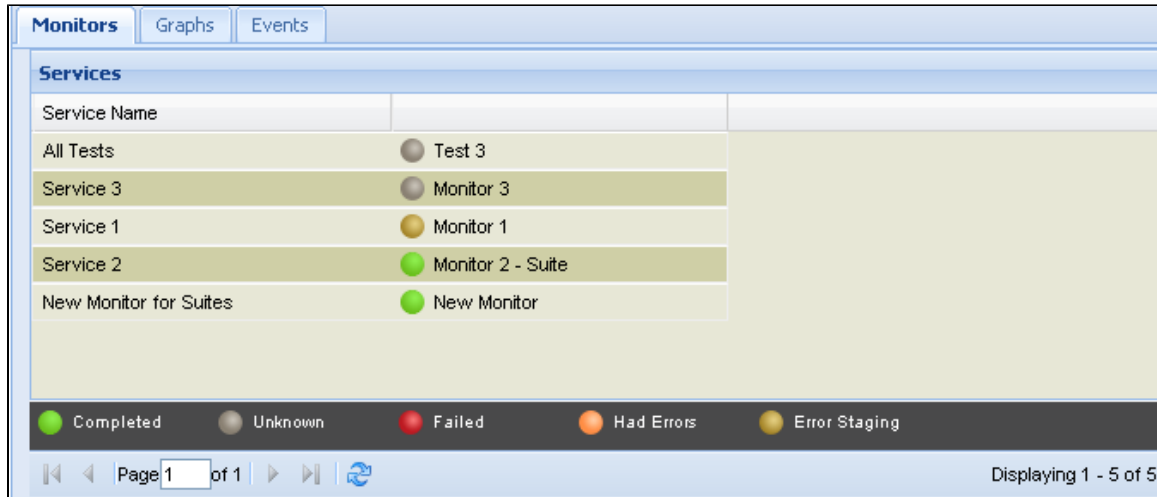 Monitors Graphs Events
Services
Service Name
All Tests Test 3
Service 3 Monitor 3
Service 1 Monitor 1
Service 2 Monitor 2 - Suite
New Monitor for Suites New Monitor
Completed Unknown Failed Had Errors Error Staging
Page 1 of 1 Displaying 1 - 5 of 5